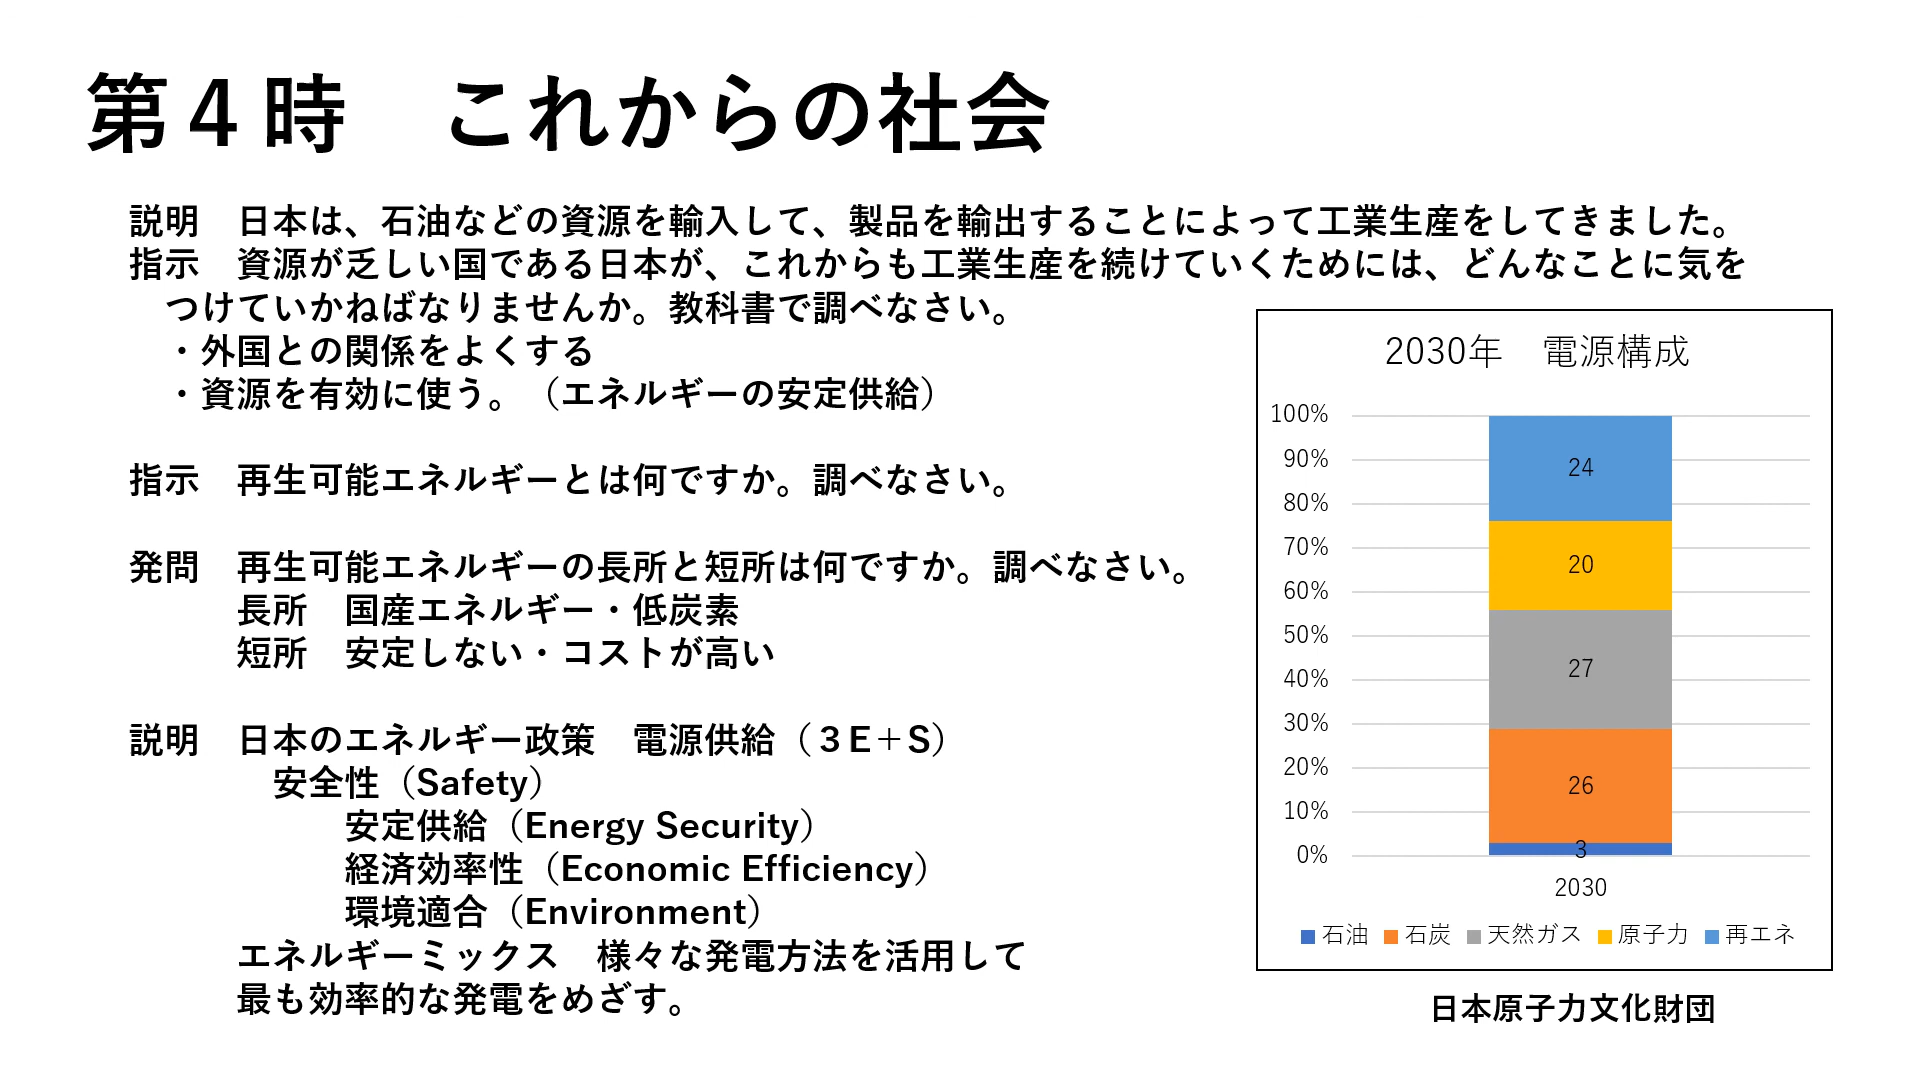 第４時　これからの社会
説明　日本は、石油などの資源を輸入して、製品を輸出することによって工業生産をしてきました。
指示　資源が乏しい国である日本が、これからも工業生産を続けていくためには、どんなことに気を
つけていかねばなりませんか。教科書で調べなさい。
・外国との関係をよくする
・資源を有効に使う。（エネルギーの安定供給）
指示　再生可能エネルギーとは何ですか。調べなさい。
発問　再生可能エネルギーの長所と短所は何ですか。調べなさい。
長所　国産エネルギー・低炭素
短所　安定しない・コストが高い
説明　日本のエネルギー政策　電源供給（３E＋S）
安全性（Safety）
安定供給（Energy Security）
経済効率性（Economic Efficiency）
環境適合（Environment）
エネルギーミックス　様々な発電方法を活用して
最も効率的な発電をめざす。
2030年　電源構成
100%
90%
80%
70%
60%
50%
40%
30%
20%
10%
0%
24
20
27
26
3
2030
石油 石炭 天然ガス 原子力 再エネ
日本原子力文化財団